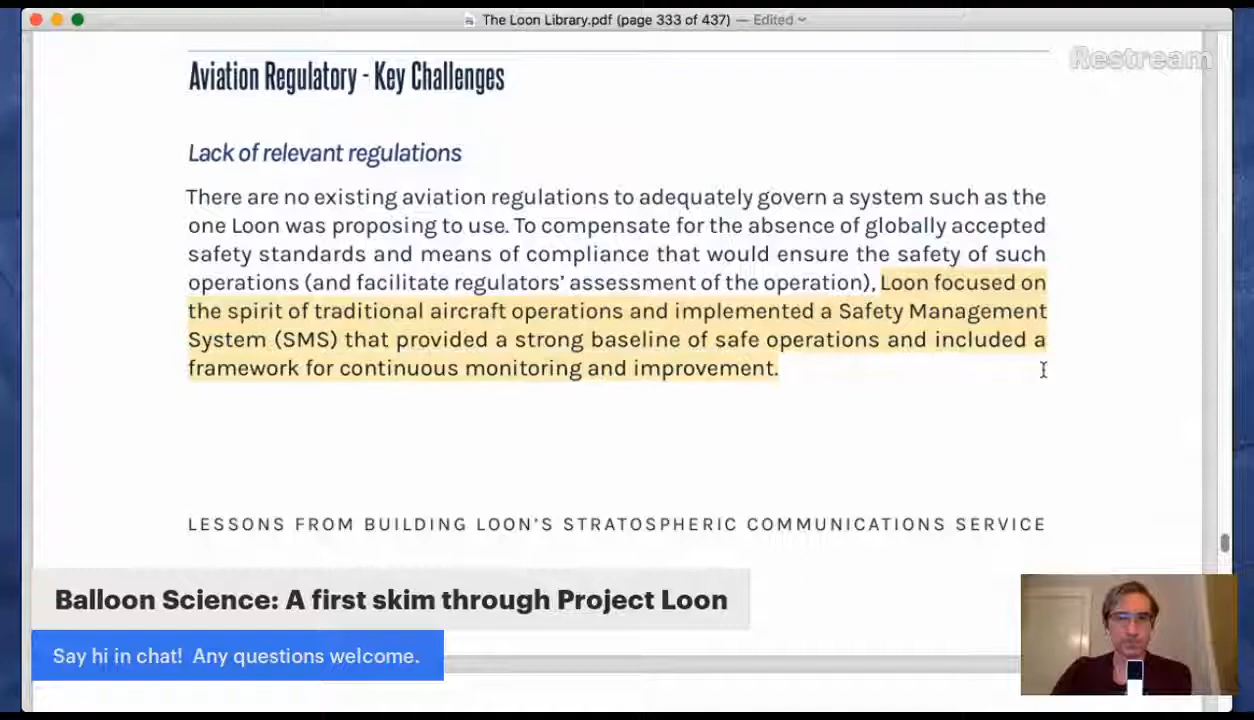 The Loon Library.pdf (page 333 of 437) — Edited
Restream
Aviation Regulatory - Key Challenges
Lack of relevant regulations
There are no existing aviation regulations to adequately govern a system such as the
one Loon was proposing to use. To compensate for the absence of globally accepted
safety standards and means of compliance that would ensure the safety of such
operations (and facilitate regulators’ assessment of the operation), Loon focused on
the spirit of traditional aircraft operations and implemented a Safety Management
System (SMS) that provided a strong baseline of safe operations and included a
framework for continuous monitoring and improvement.
LESSONS FROM BUILDING LOON’S STRATOSPHERIC COMMUNICATIONS SERVICE
Balloon Science: A first skim through Project Loon
Say hi in chat! Any questions welcome.